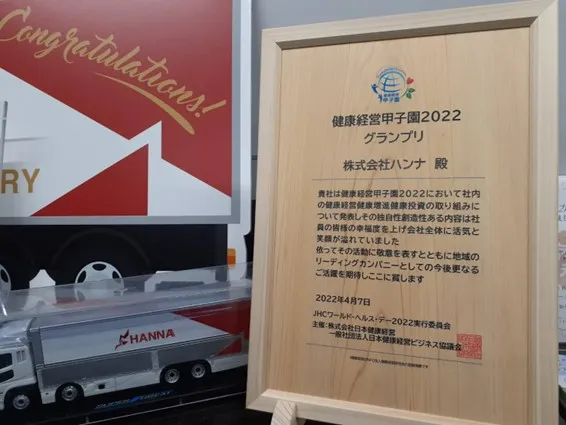 Congratulations!
RY
HANNA
SUPER GREAT
健康経営
甲子園
健康経営甲子園2022
グランプリ
株式会社ハンナ 殿
貴社は健康経営甲子園2022において社内
の健康経営健康増進健康投資の取り組みに
ついて発表しその独自性創造性ある内容は社
員の皆様の幸福度を上げ会社全体に活気と
笑顔が溢れていました
依ってその活動に敬意を表すとともに地域の
リーディングカンパニーとしての今後更なる
ご活躍を期待しここに賞します
2022年4月7日
JHCワールド・ヘルス・デー2022実行委員会
主催:株式会社日本健康経営
一般社団法人日本健康経営ビジネス協議会